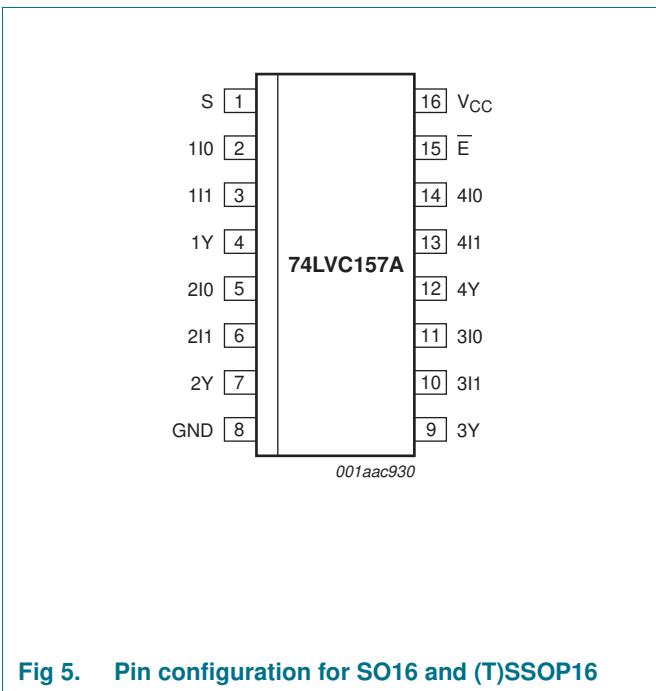 S 1 16 VCC
1I0 2 15 E̅
1I1 3 14 4I0
1Y 4 13 4I1
74LVC157A
2I0 5 12 4Y
2I1 6 11 3I0
2Y 7 10 3I1
GND 8 9 3Y
001aac930
Fig 5. Pin configuration for SO16 and (T)SSOP16